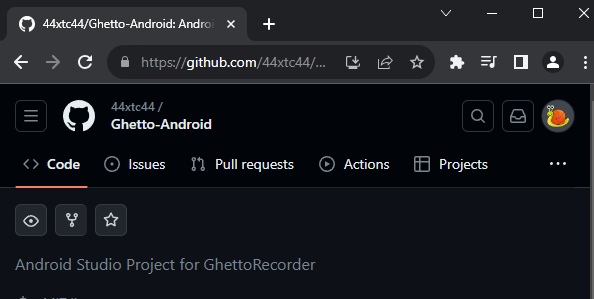 44xtc44/Ghetto-Android: Androi
https://github.com/44xtc44/...
44xtc44 /
Ghetto-Android
Code Issues Pull requests Actions Projects
Android Studio Project for GhettoRecorder